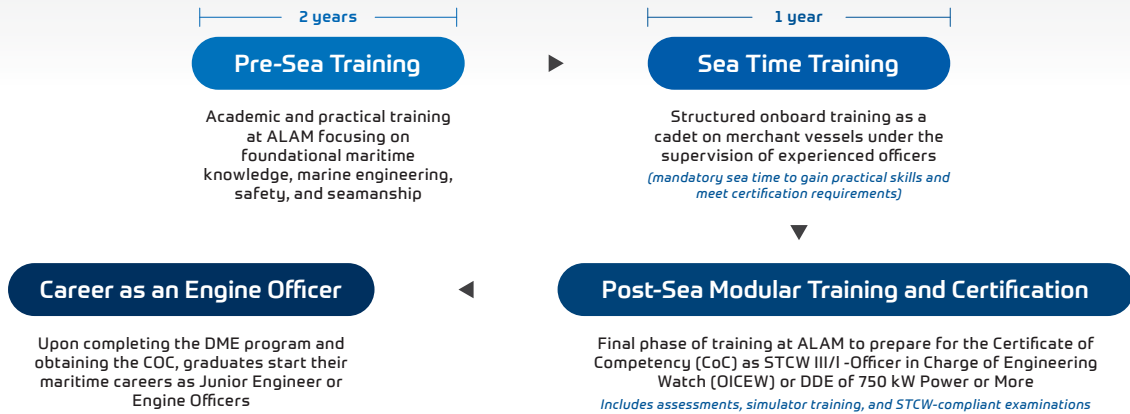 2 years
1 year
Pre-Sea Training
Sea Time Training
Academic and practical training
at ALAM focusing on
foundational maritime
knowledge, marine engineering,
safety, and seamanship
Structured onboard training as a
cadet on merchant vessels under the
supervision of experienced officers
(mandatory sea time to gain practical skills and
meet certification requirements)
Post-Sea Modular Training and Certification
Final phase of training at ALAM to prepare for the Certificate of
Competency (CoC) as STCW III/I -Officer in Charge of Engineering
Watch (OICEW) or DDE of 750 kW Power or More
Includes assessments, simulator training, and STCW-compliant examinations
Career as an Engine Officer
Upon completing the DME program and
obtaining the COC, graduates start their
maritime careers as Junior Engineer or
Engine Officers